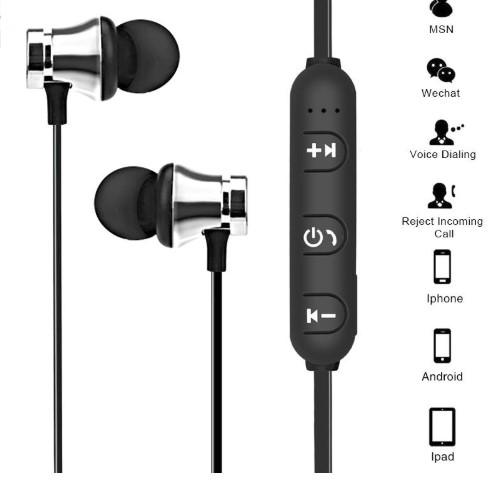 MSN
Wechat
Voice Dialing
Reject Incoming
Call
Iphone
Android
Ipad